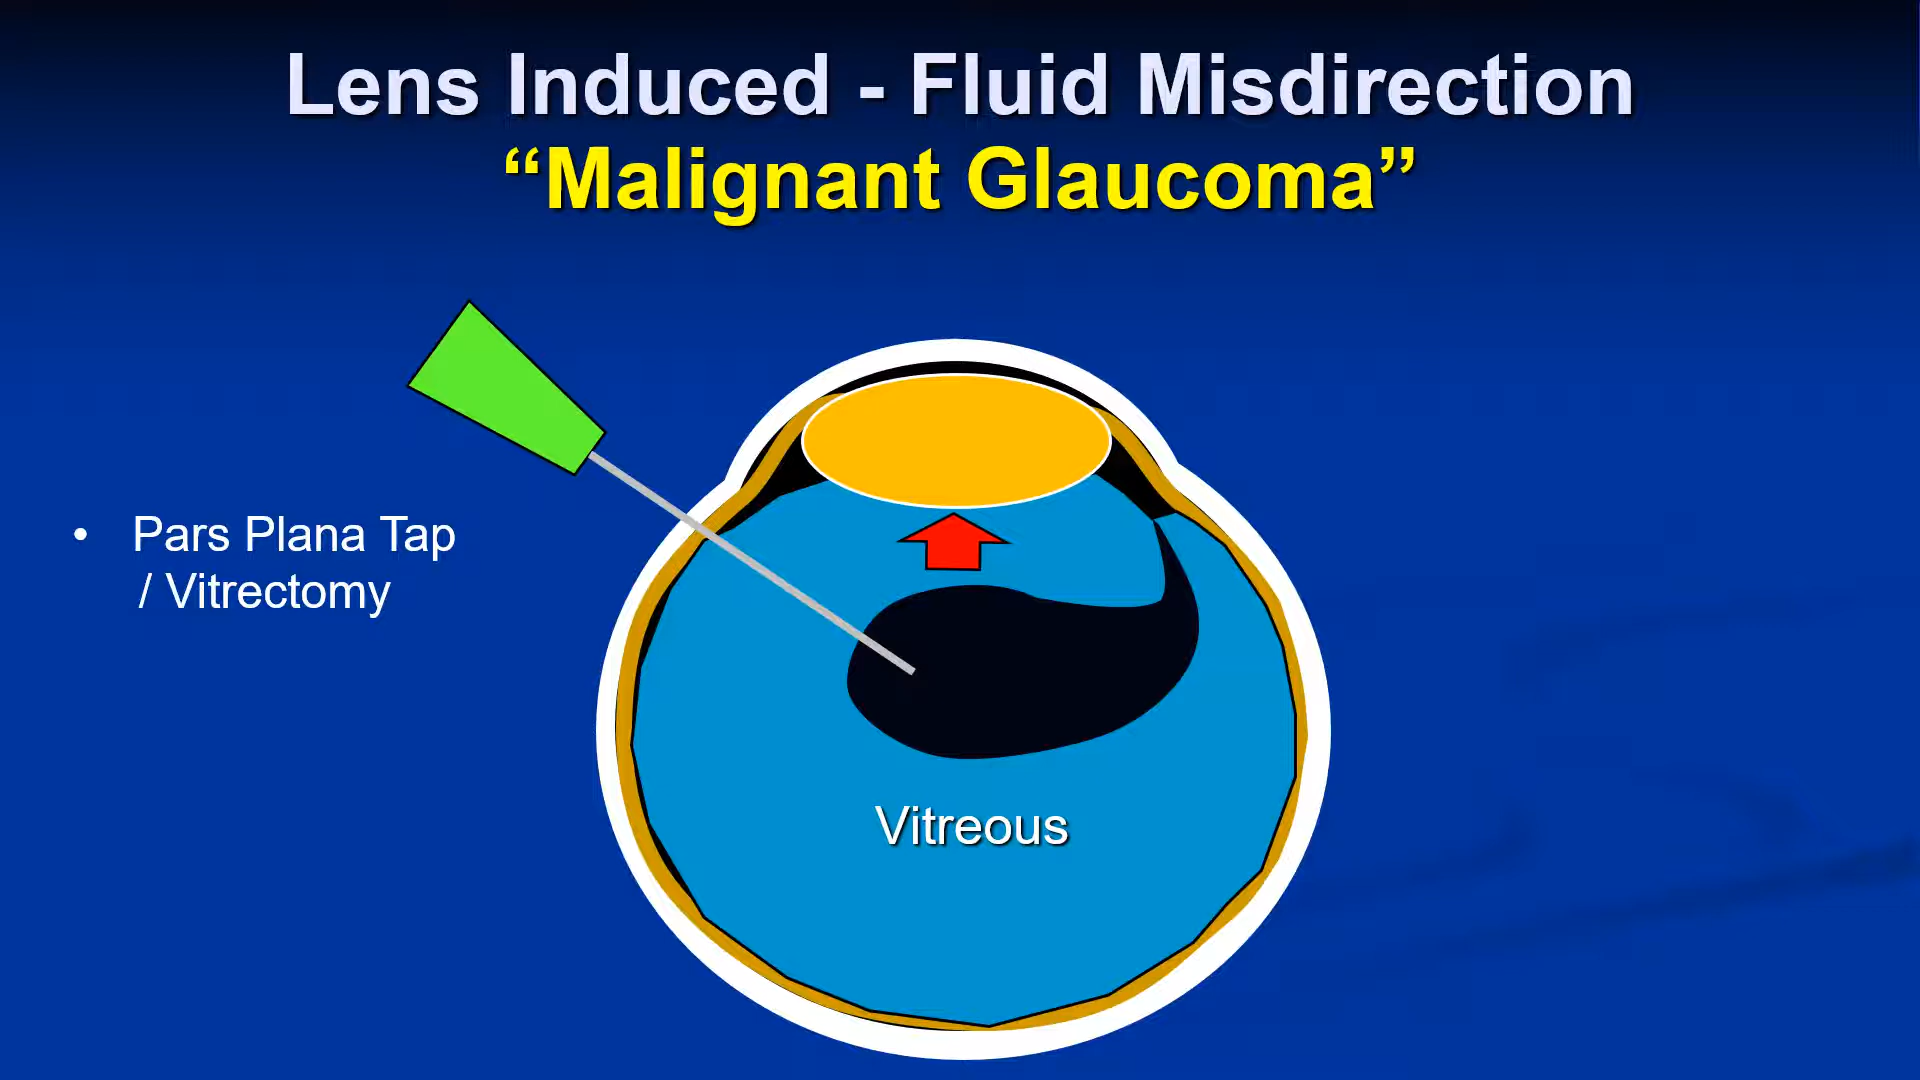 Lens Induced - Fluid Misdirection
“Malignant Glaucoma”
• Pars Plana Tap
/ Vitrectomy
Vitreous